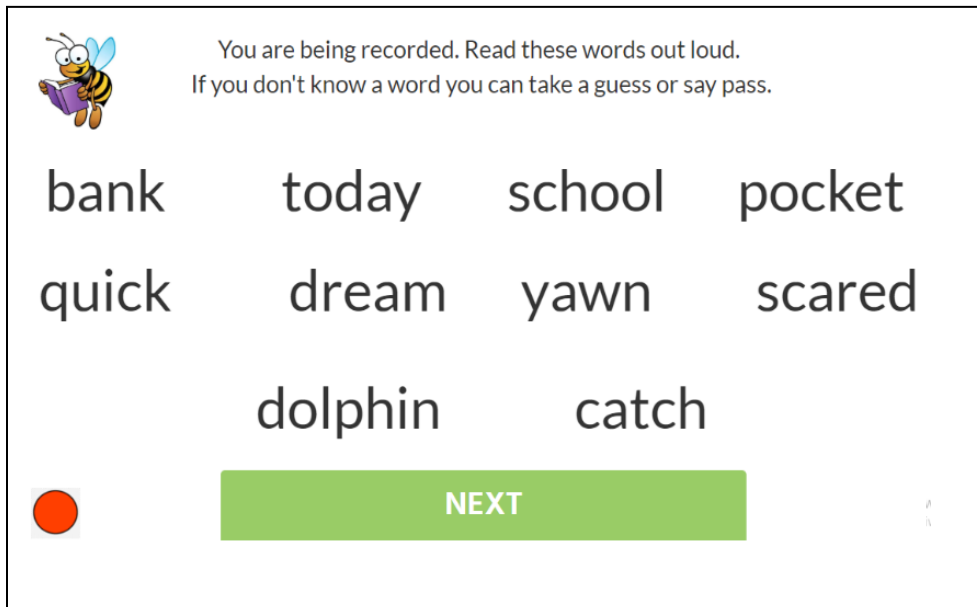 You are being recorded. Read these words out loud.
If you don't know a word you can take a guess or say pass.
bank today school pocket
quick dream yawn scared
dolphin catch
NEXT